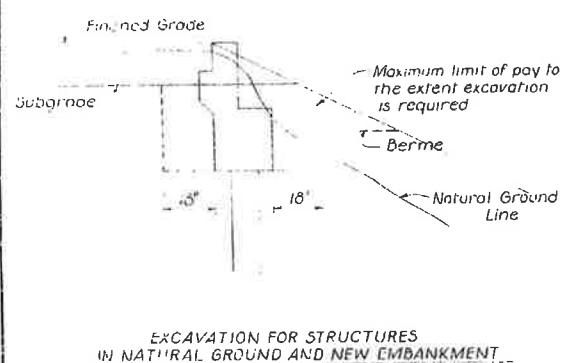 Finished Grade
Maximum limit of pay to
the extent excavation
is required
Subgrade
Berme
Natural Ground
Line
18" 18"
EXCAVATION FOR STRUCTURES
IN NATURAL GROUND AND NEW EMBANKMENT